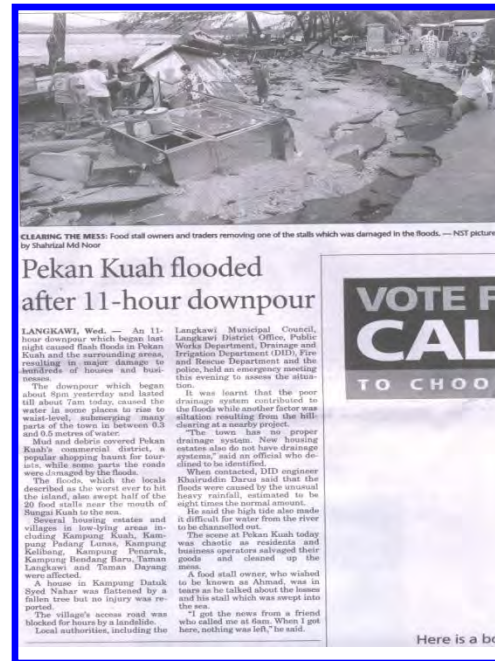 CLEARING THE MESS: Food stall owners and traders removing one of the stalls which was damaged in the floods. — NST picture
by Shahrizal Md Noor
Pekan Kuah flooded
after 11-hour downpour
LANGKAWI, Wed. — An 11-
hour downpour which began last
night caused flash floods in Pekan
Kuah and the surrounding areas,
resulting in major damage to
hundreds of houses and busi-
nesses.
The downpour which began
about 8pm yesterday and lasted
till about 7am today, caused the
water in some places to rise to
waist-level, submerging many
parts of the town in between 0.3
and 0.5 metres of water.
Mud and debris covered Pekan
Kuah's commercial district, a
popular shopping haunt for tour-
ists, while some parts the roads
were damaged by the floods.
The floods, which the locals
described as the worst ever to hit
the island, also swept half of the
20 food stalls near the mouth of
Sungai Kuah to the sea.
Several housing estates and
villages in low-lying areas in-
cluding Kampung Kuah, Kam-
pung Padang Lunas, Kampung
Kelibang, Kampung Penarak,
Kampung Bendang Baru, Taman
Langkawi and Taman Dayang
were affected.
A house in Kampung Datuk
Syed Nahar was flattened by a
fallen tree but no injury was re-
ported.
The village's access road was
blocked for hours by a landslide.
Local authorities, including the
Langkawi Municipal Council,
Langkawi District Office, Public
Works Department, Drainage and
Irrigation Department (DID), Fire
and Rescue Department and the
police, held an emergency meeting
this evening to assess the situa-
tion.
It was learnt that the poor
drainage system contributed to
the floods while another factor was
siltation resulting from the hill-
clearing at a nearby project.
"The town has no proper
drainage system. New housing
estates also do not have drainage
systems," said an official who de-
clined to be identified.
When contacted, DID engineer
Khairuddin Darus said that the
floods were caused by the unusual
heavy rainfall, estimated to be
eight times the normal amount.
He said the high tide also made
it difficult for water from the river
to be channelled out.
The scene at Pekan Kuah today
was chaotic as residents and
business operators salvaged their
goods and cleaned up the
mess.
A food stall owner, who wished
to be known as Ahmad, was in
tears as he talked about the losses
and his stall which was swept into
the sea.
"I got the news from a friend
who called me at 6am. When I got
here, nothing was left," he said.
VOTE F
CAL
TO CHOO
Here is a bo